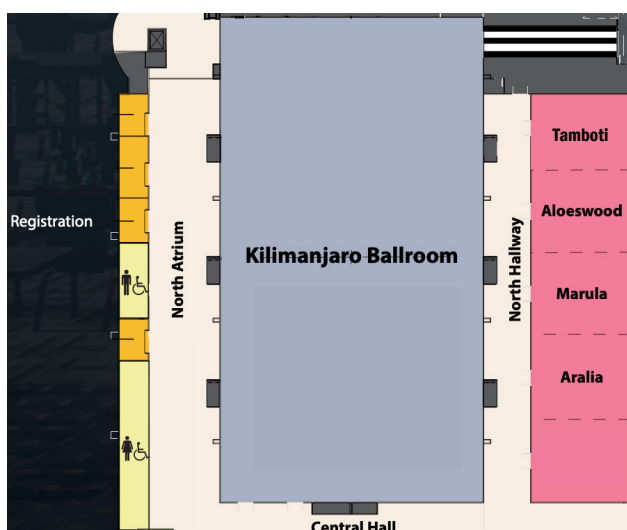 Registration
North Atrium
Kilimanjaro Ballroom
North Hallway
Tamboti
Aloeswood
Marula
Aralia
Central Hall